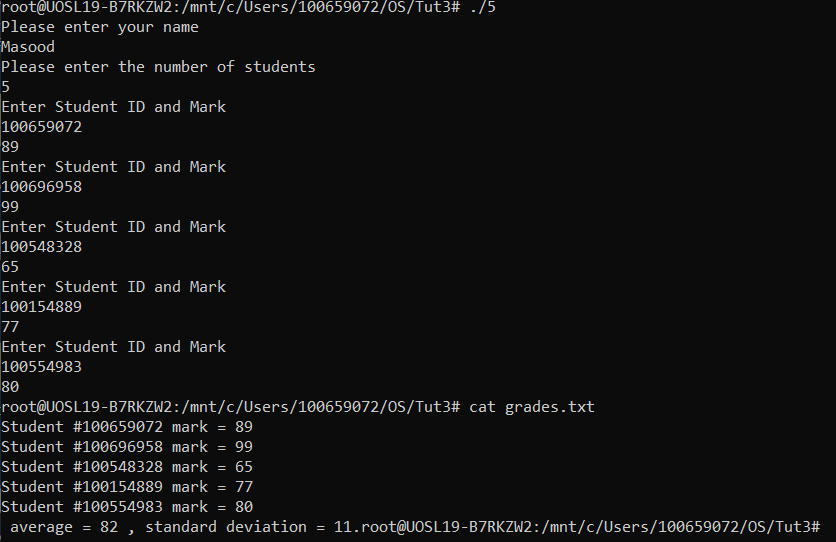 root@UOSL19-B7RKZW2:/mnt/c/Users/100659072/OS/Tut3# ./5
Please enter your name
Masood
Please enter the number of students
5
Enter Student ID and Mark
100659072
89
Enter Student ID and Mark
100696958
99
Enter Student ID and Mark
100548328
65
Enter Student ID and Mark
100154889
77
Enter Student ID and Mark
100554983
80
root@UOSL19-B7RKZW2:/mnt/c/Users/100659072/OS/Tut3# cat grades.txt
Student #100659072 mark = 89
Student #100696958 mark = 99
Student #100548328 mark = 65
Student #100154889 mark = 77
Student #100554983 mark = 80
 average = 82 , standard deviation = 11.root@UOSL19-B7RKZW2:/mnt/c/Users/100659072/OS/Tut3#